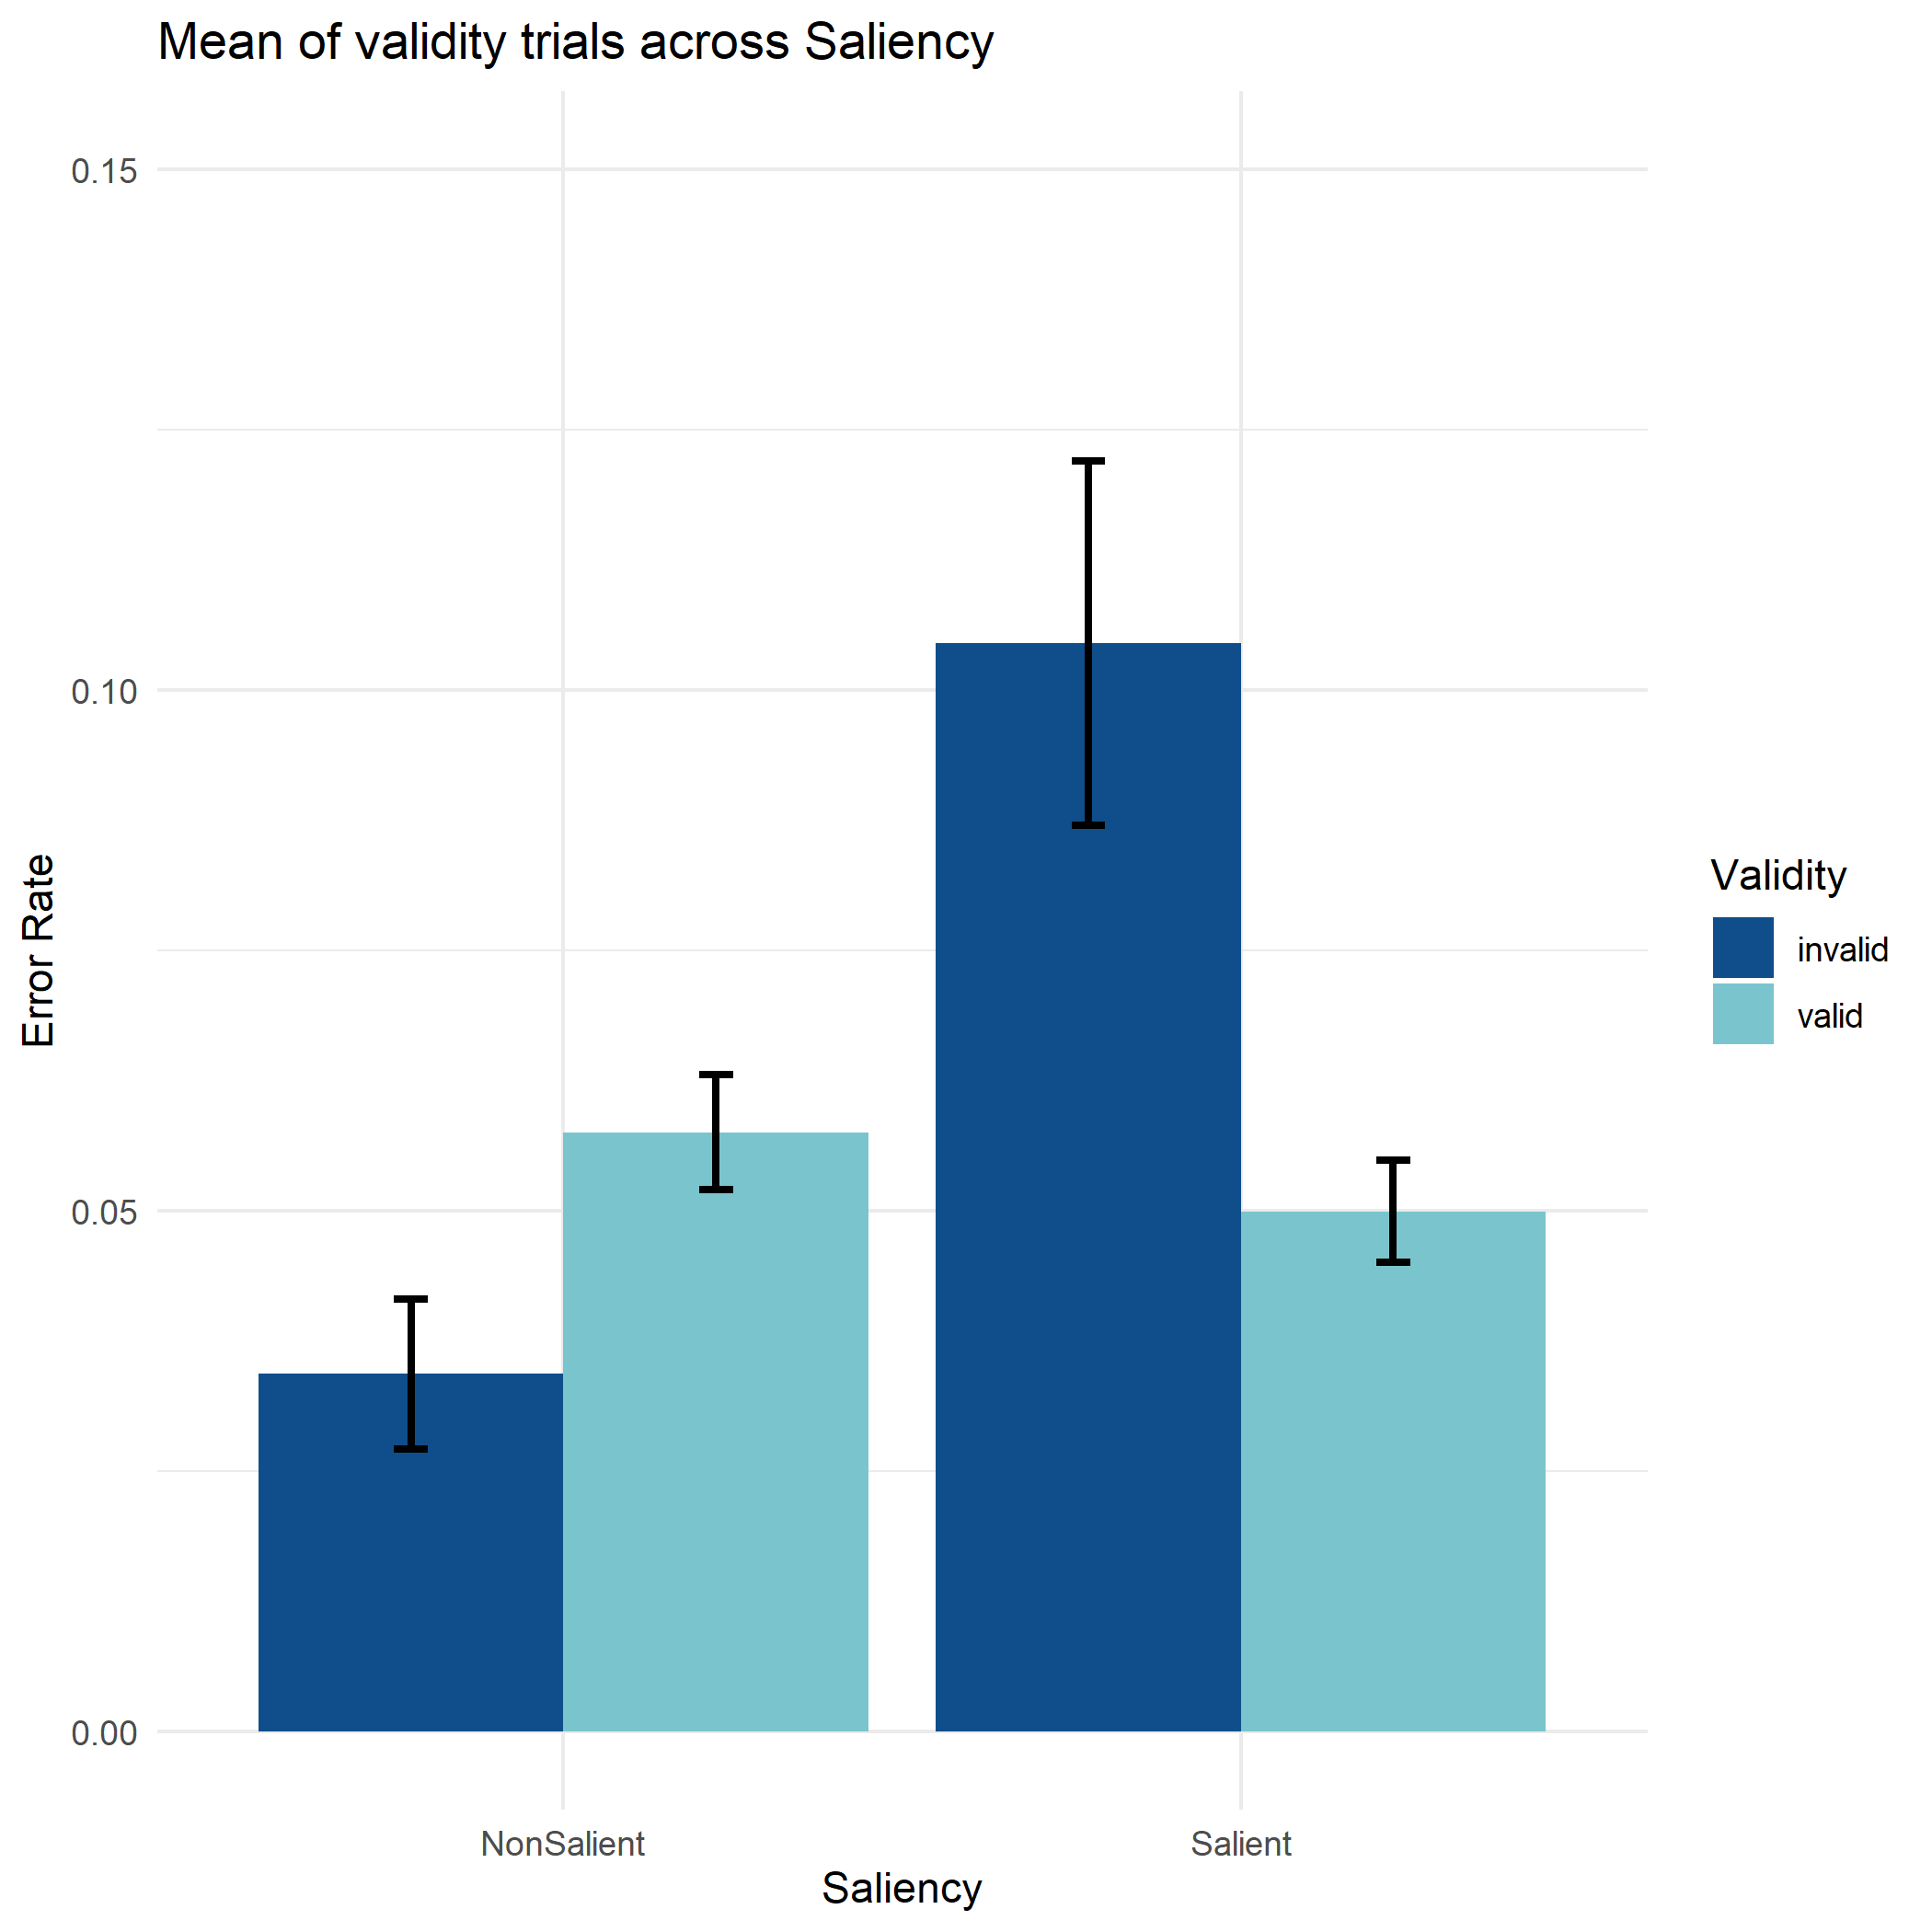 Mean of validity trials across Saliency
0.15
0.10
0.05
0.00
Error Rate
NonSalient
Salient
Saliency
Validity
invalid
valid